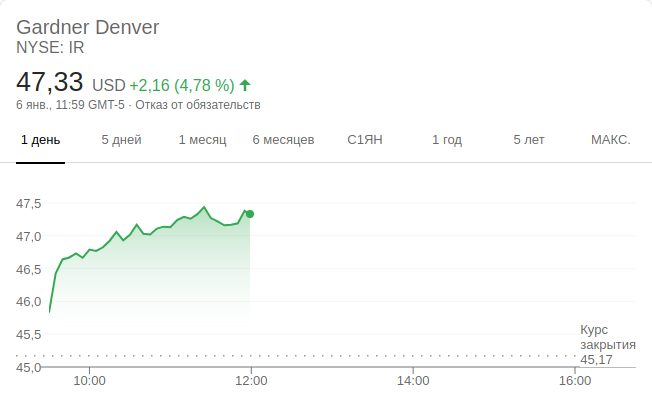 Gardner Denver
NYSE: IR
47,33 USD +2,16 (4,78 %)
6 янв., 11:59 GMT-5 · Отказ от обязательств
1 день 5 дней 1 месяц 6 месяцев С1ЯН 1 год 5 лет МАКС.
47,5
47,0
46,5
46,0
45,5
45,0
Курс
закрытия
45,17
10:00 12:00 14:00 16:00